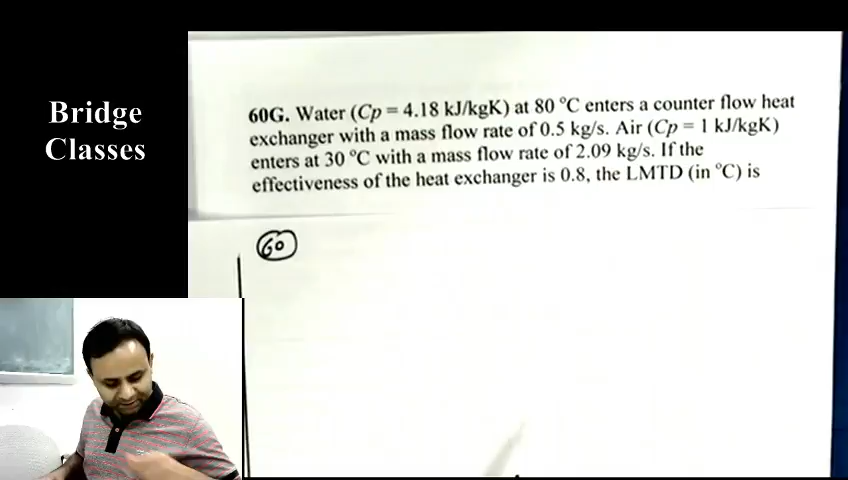 Bridge
Classes
60G. Water (Cp = 4.18 kJ/kgK) at 80 °C enters a counter flow heat
exchanger with a mass flow rate of 0.5 kg/s. Air (Cp = 1 kJ/kgK)
enters at 30 °C with a mass flow rate of 2.09 kg/s. If the
effectiveness of the heat exchanger is 0.8, the LMTD (in °C) is
60